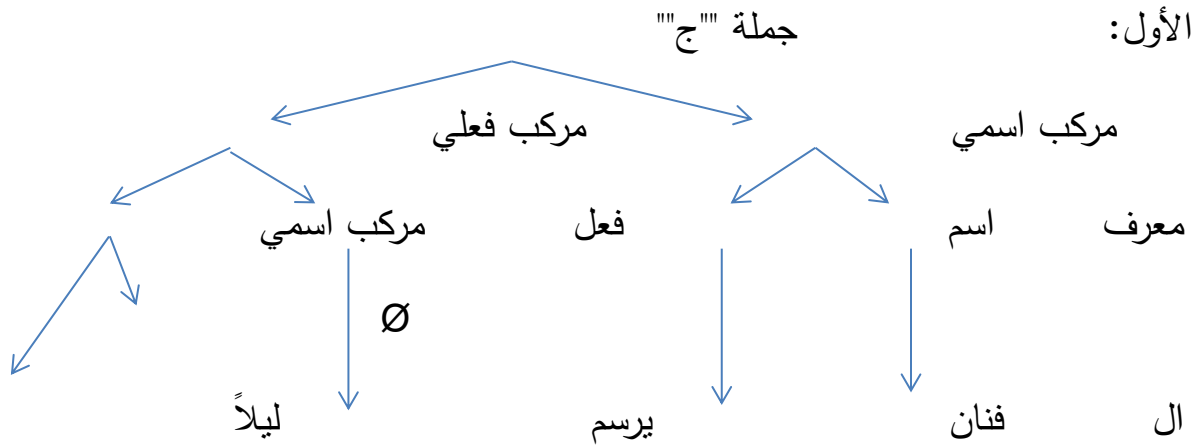 الأول: جملة ""ج""
مركب اسمي مركب فعلي
معرف اسم فعل مركب اسمي
Ø
ال فنان يرسم ليلاً